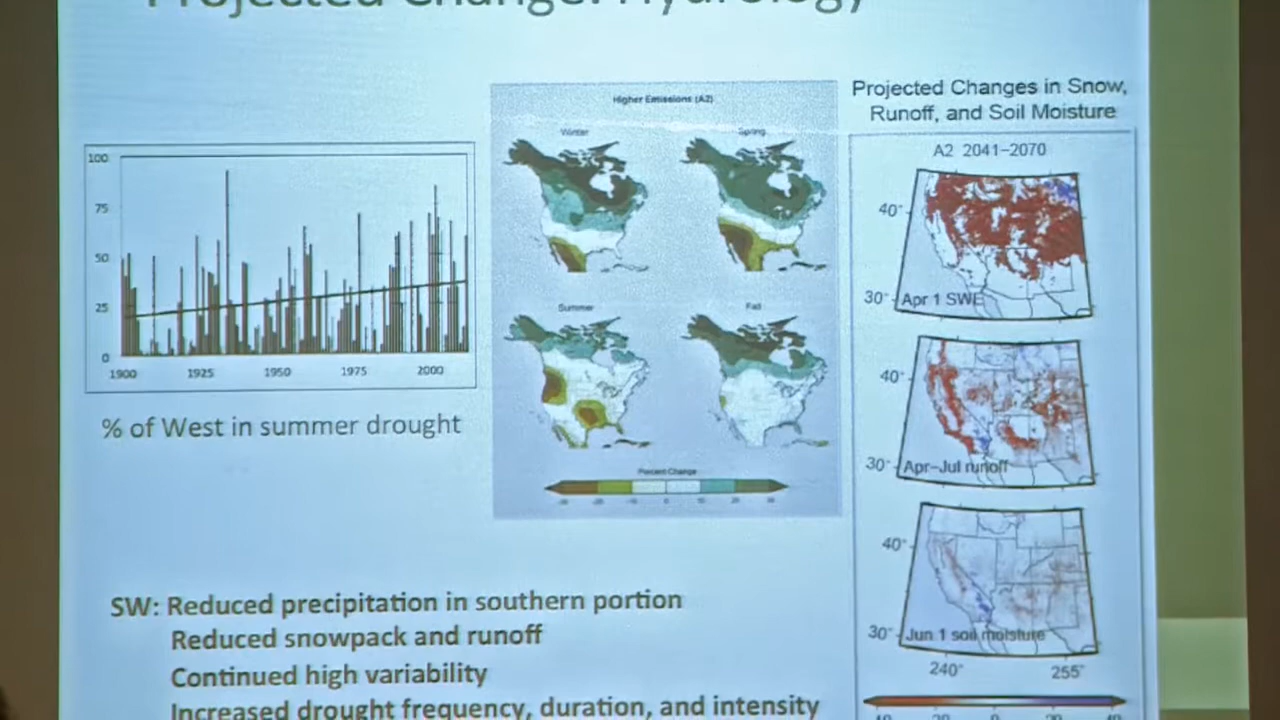 Projected Change: Hydrology
100
75
50
25
0
1900 1925 1950 1975 2000
% of West in summer drought
Higher Emissions (A2)
Winter Spring
Summer Fall
Percent Change
Projected Changes in Snow,
Runoff, and Soil Moisture
A2 2041–2070
40°
30° Apr 1 SWE
40°
30° Apr–Jul runoff
40°
30° Jun 1 soil moisture
240° 255°
SW: Reduced precipitation in southern portion
Reduced snowpack and runoff
Continued high variability
Increased drought frequency, duration, and intensity